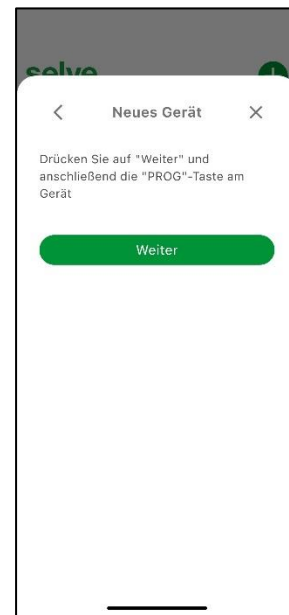 selve
Neues Gerät
Drücken Sie auf "Weiter" und
anschließend die "PROG"-Taste am
Gerät
Weiter